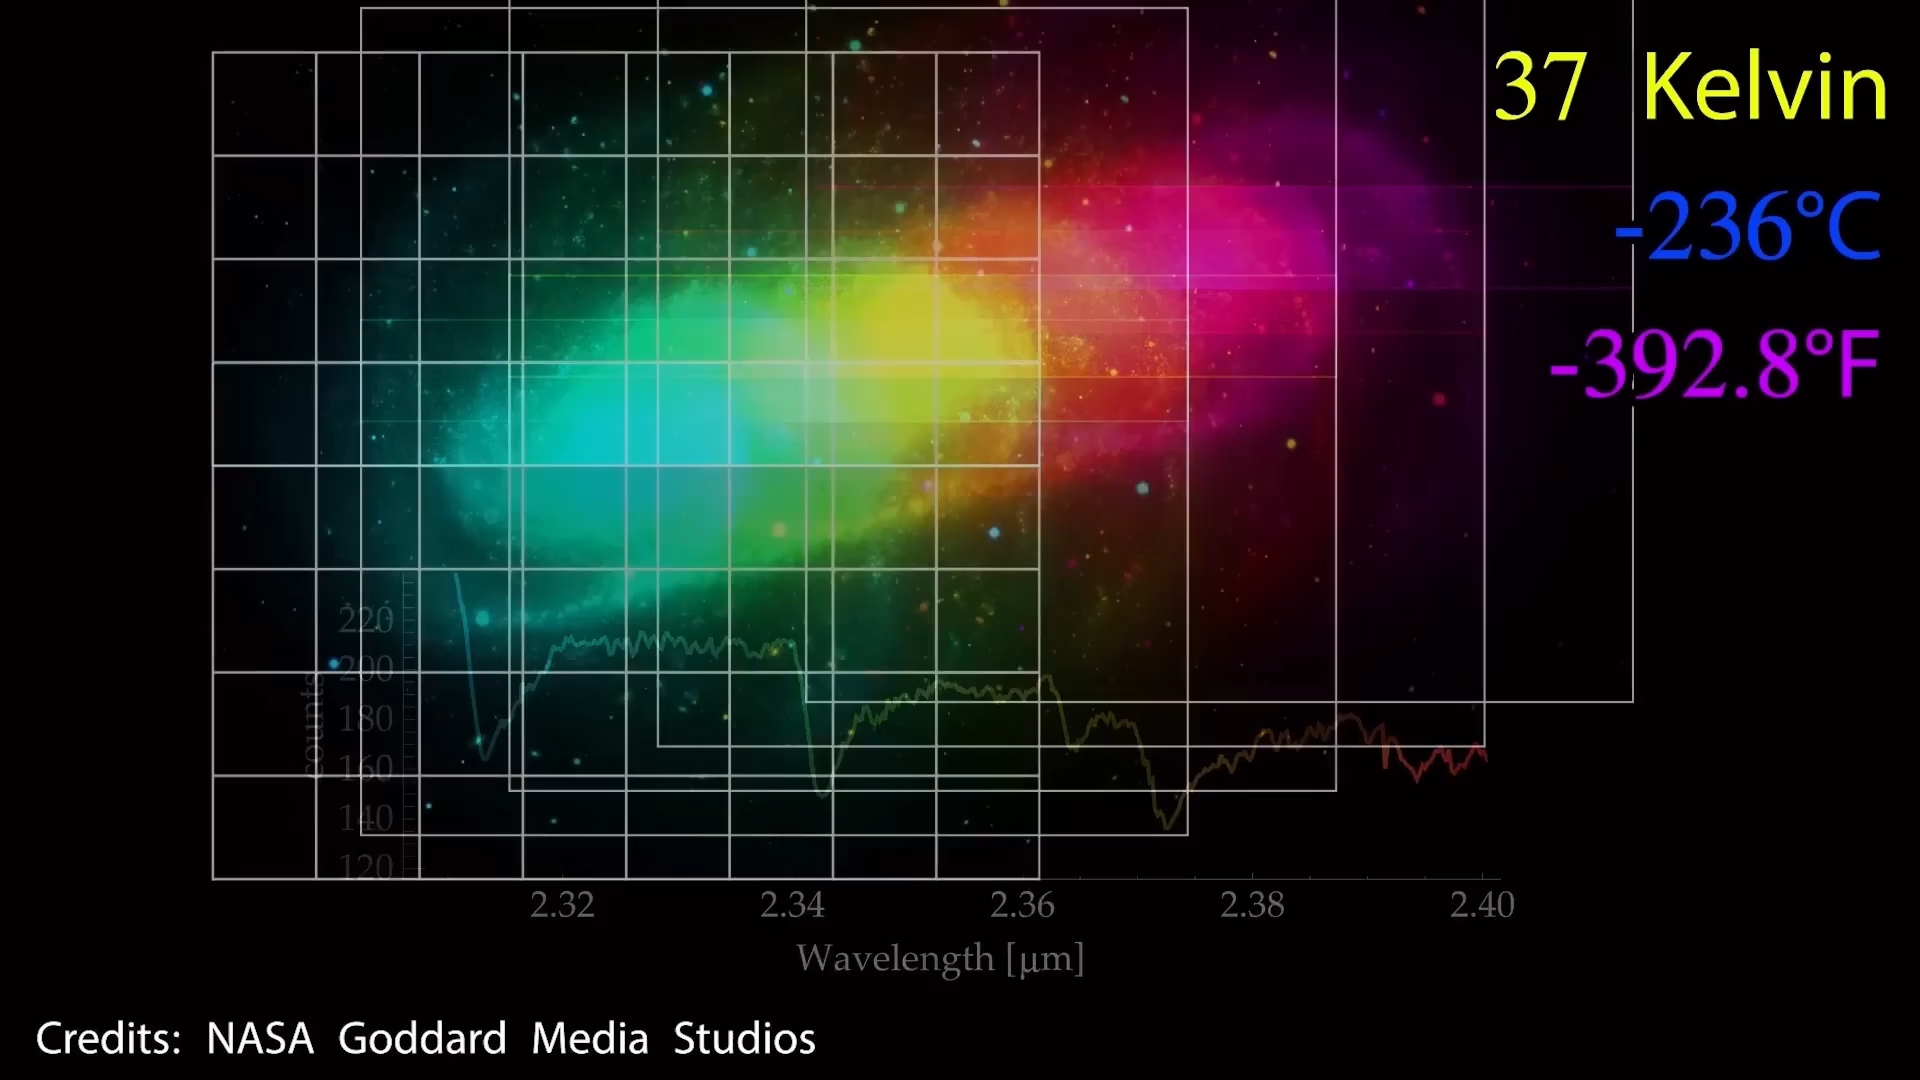 37 Kelvin
-236°C
-392.8°F
220
200
180
160
140
120
counts
2.32 2.34 2.36 2.38 2.40
Wavelength [μm]
Credits: NASA Goddard Media Studios